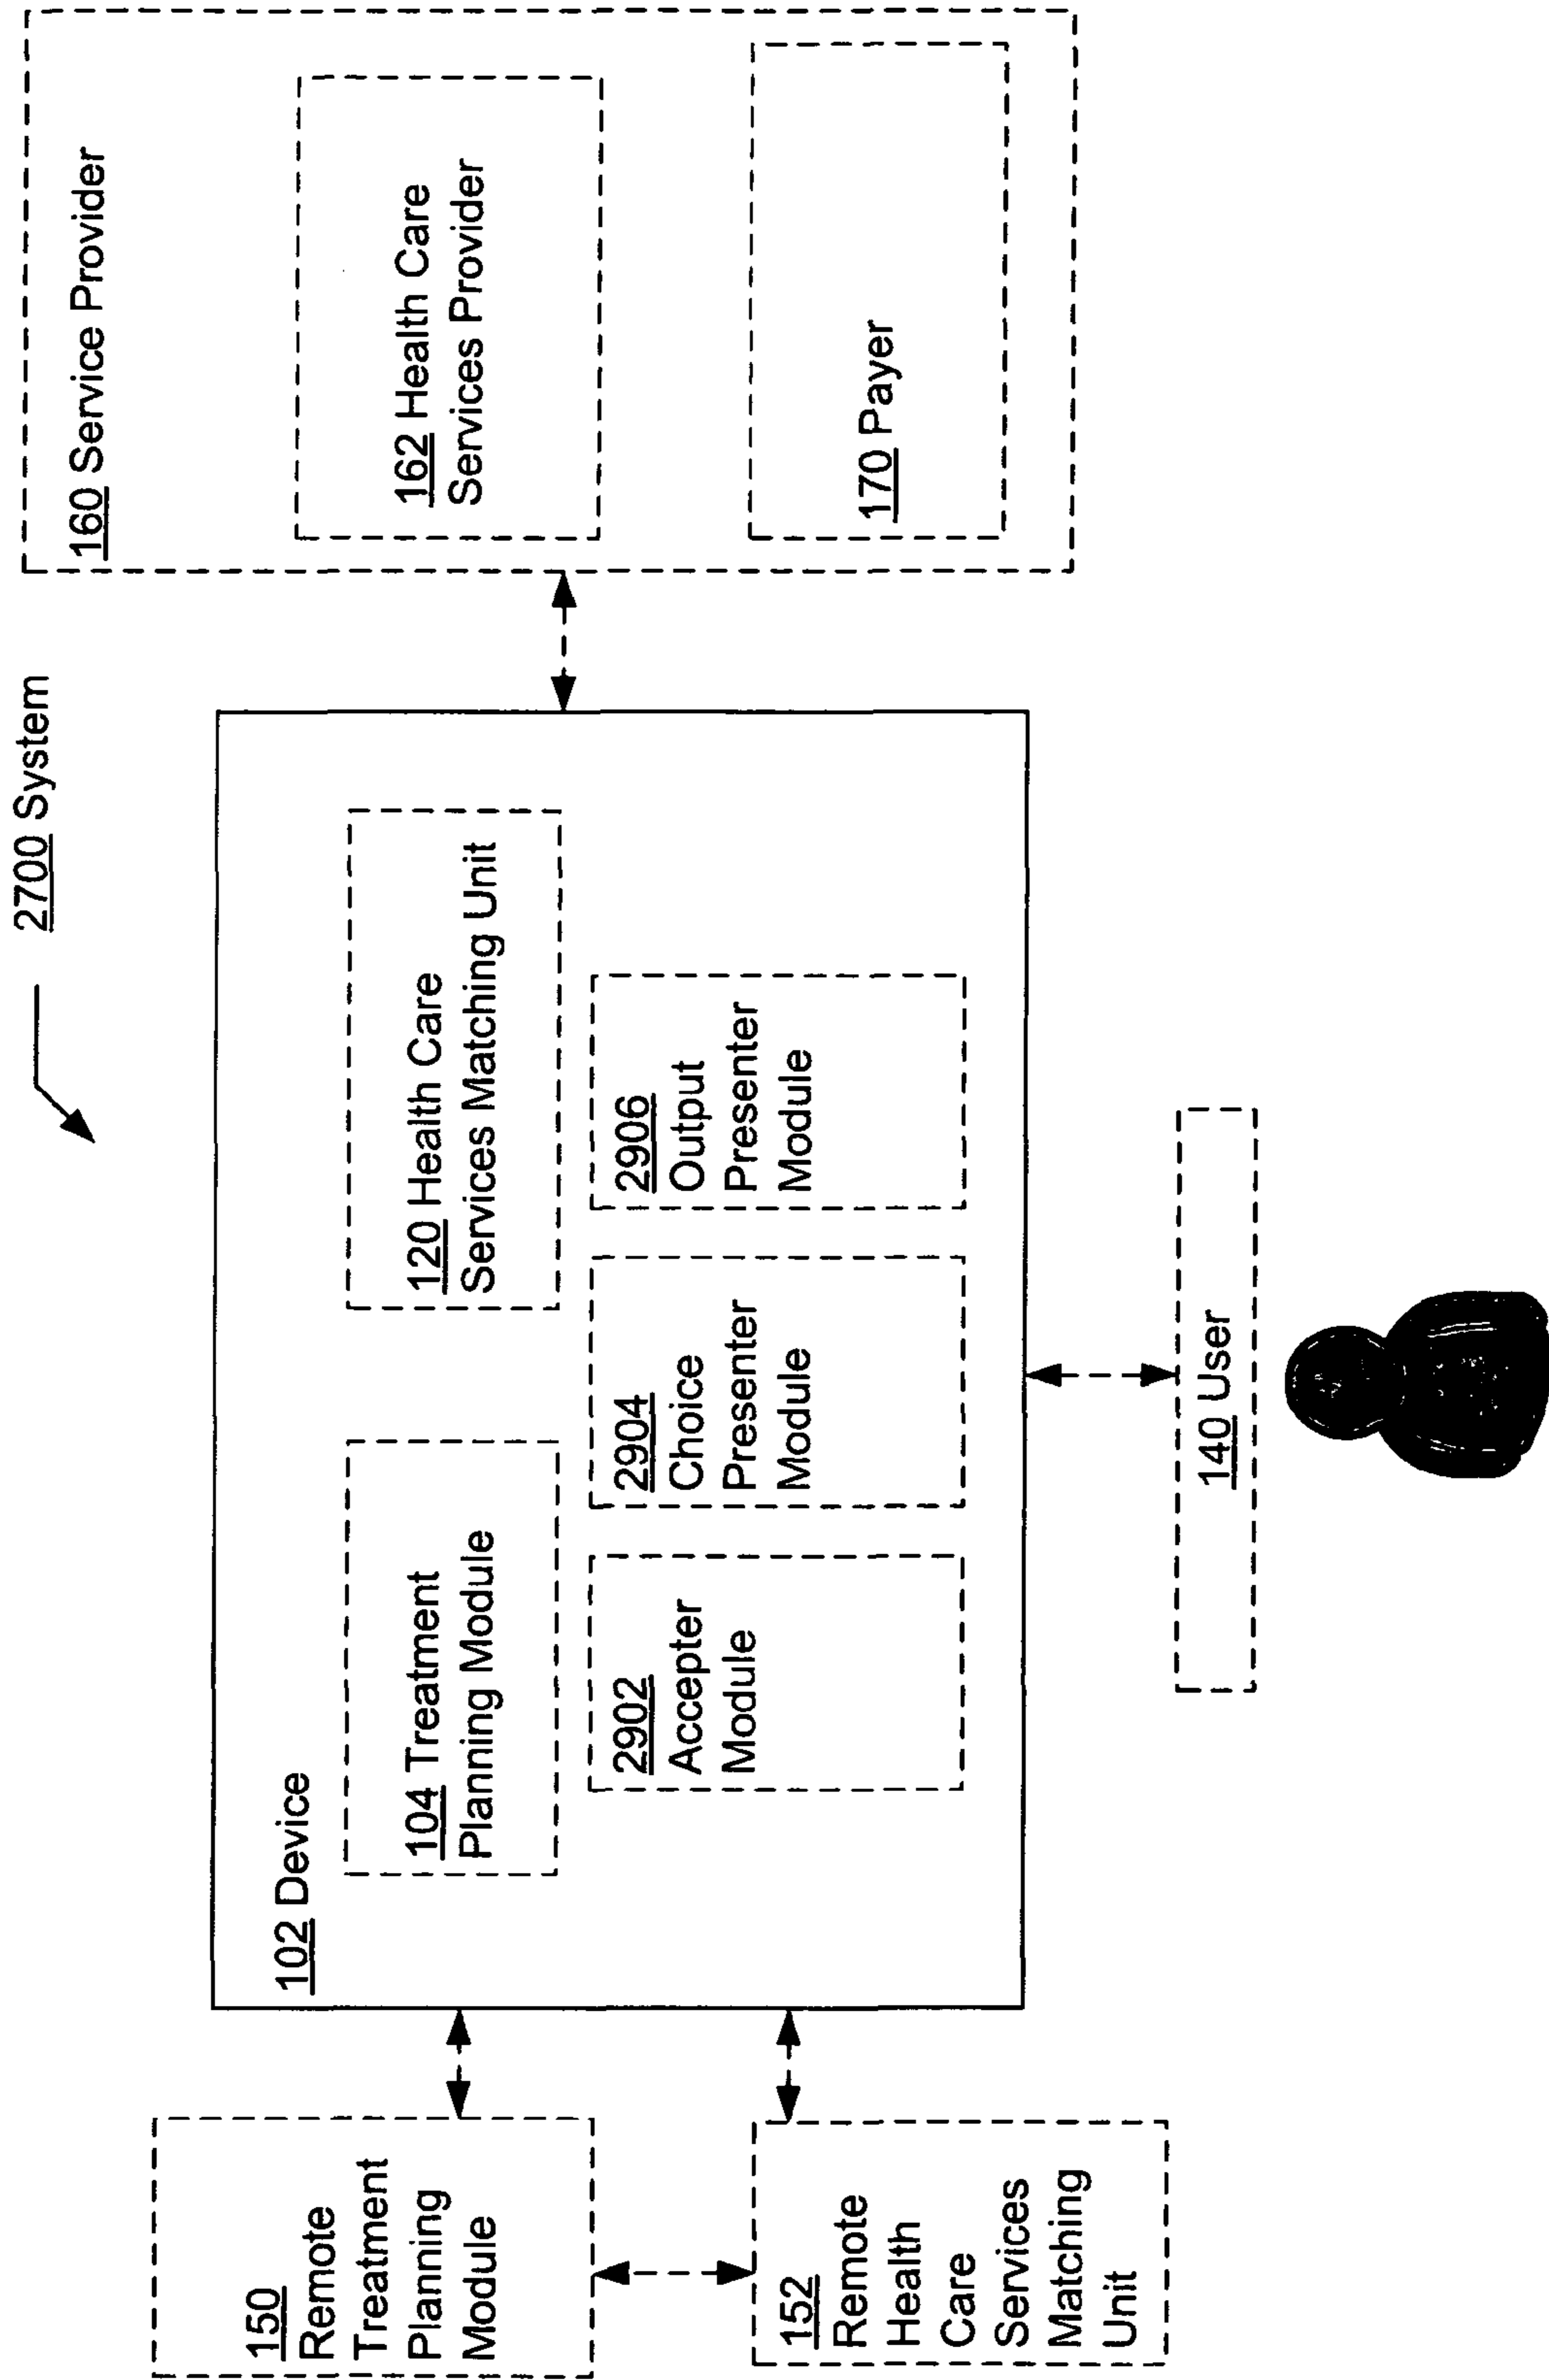 2700 System
150
Remote
Treatment
Planning
Module
152
Remote
Health
Care
Services
Matching
Unit
102 Device
104 Treatment
Planning Module
120 Health Care
Services Matching Unit
2902
Accepter
Module
2904
Choice
Presenter
Module
2906
Output
Presenter
Module
140 User
160 Service Provider
162 Health Care
Services Provider
170 Payer